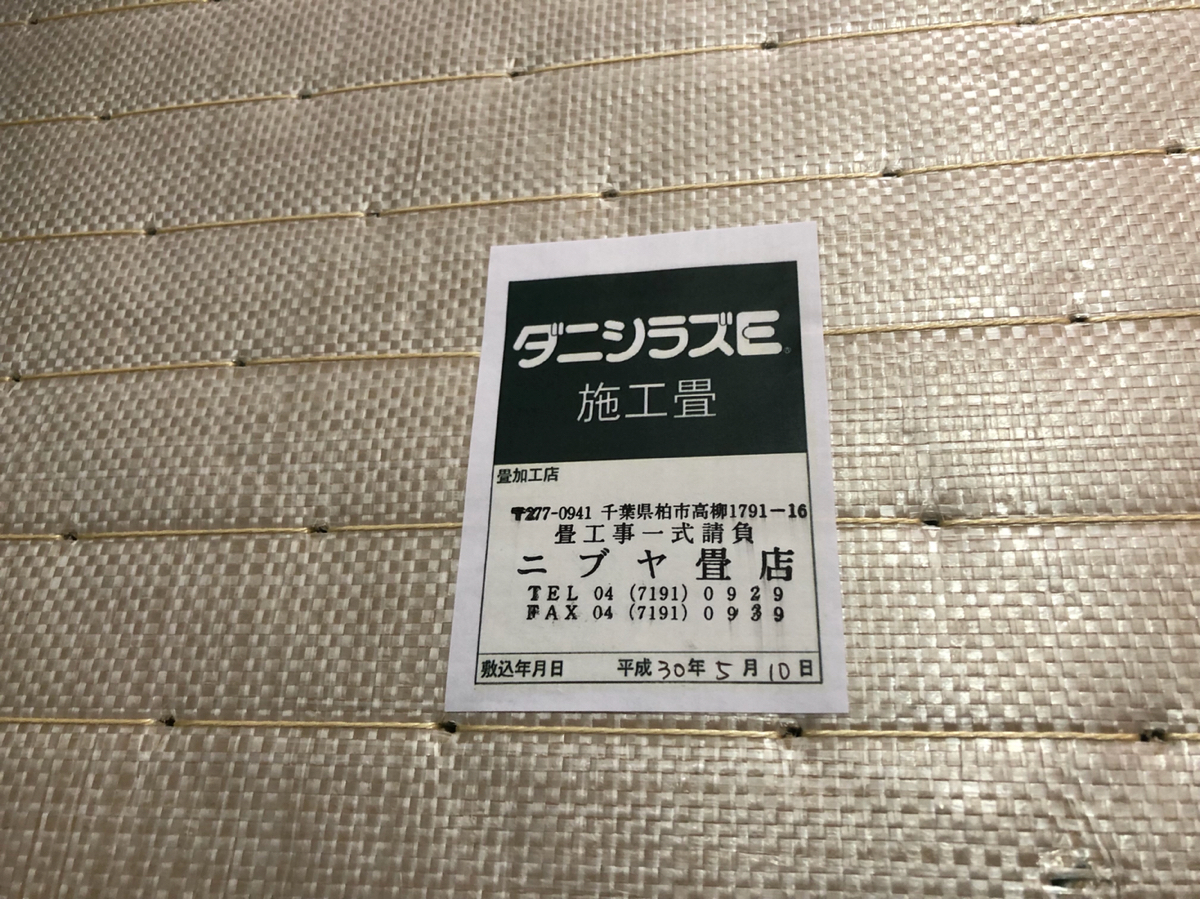 ダニシラズE
施工畳
畳加工店
〒277-0941 千葉県柏市高柳1791-16
畳工事一式請負
ニブヤ畳店
TEL 04 (7191) 0929
FAX 04 (7191) 0939
敷込年月日 平成30年5月10日